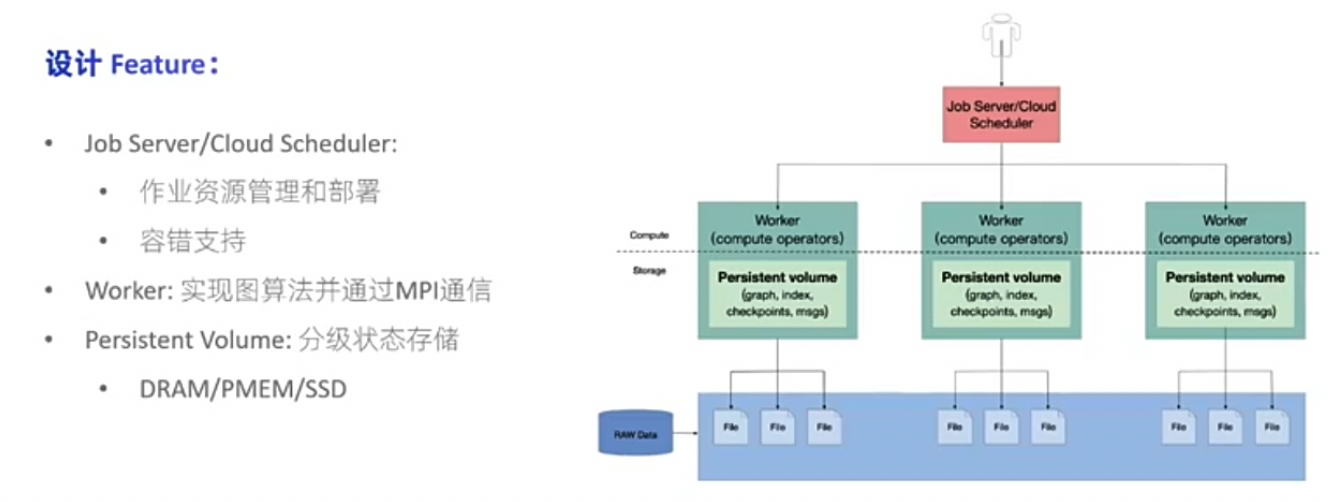 设计 Feature：
• Job Server/Cloud Scheduler:
• 作业资源管理和部署
• 容错支持
• Worker: 实现图算法并通过MPI通信
• Persistent Volume: 分级状态存储
• DRAM/PMEM/SSD
Job Server/Cloud
Scheduler
Compute
Storage
Worker
(compute operators)
Persistent volume
(graph, index,
checkpoints, msgs)
Worker
(compute operators)
Persistent volume
(graph, index,
checkpoints, msgs)
Worker
(compute operators)
Persistent volume
(graph, index,
checkpoints, msgs)
RAW Data
File
File
File
File
File
File
File
File
File